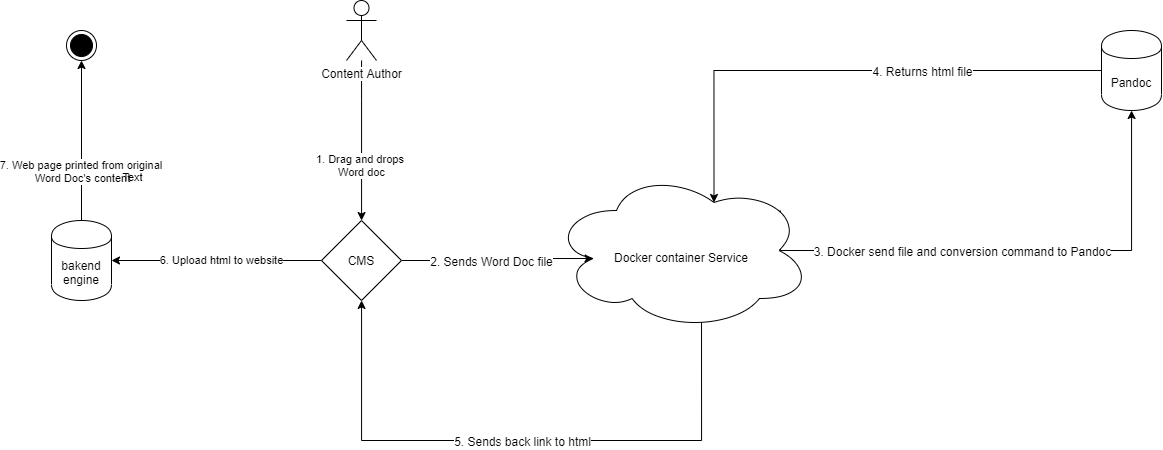 Content Author
4. Returns html file
Pandoc
1. Drag and drops
Word doc
7. Web page printed from original
Word Doc's content
Text
bakend
engine
6. Upload html to website
CMS
2. Sends Word Doc file
Docker container Service
3. Docker send file and conversion command to Pandoc
5. Sends back link to html